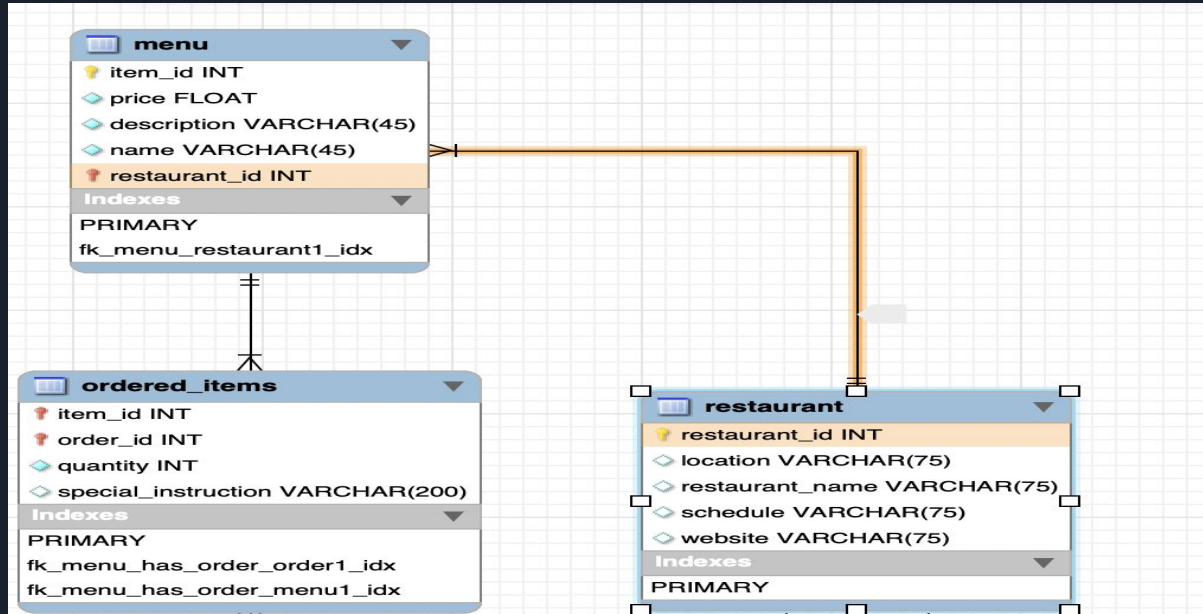 menu
item_id INT
price FLOAT
description VARCHAR(45)
name VARCHAR(45)
restaurant_id INT
Indexes
PRIMARY
fk_menu_restaurant1_idx
ordered_items
item_id INT
order_id INT
quantity INT
special_instruction VARCHAR(200)
Indexes
PRIMARY
fk_menu_has_order_order1_idx
fk_menu_has_order_menu1_idx
restaurant
restaurant_id INT
location VARCHAR(75)
restaurant_name VARCHAR(75)
schedule VARCHAR(75)
website VARCHAR(75)
Indexes
PRIMARY